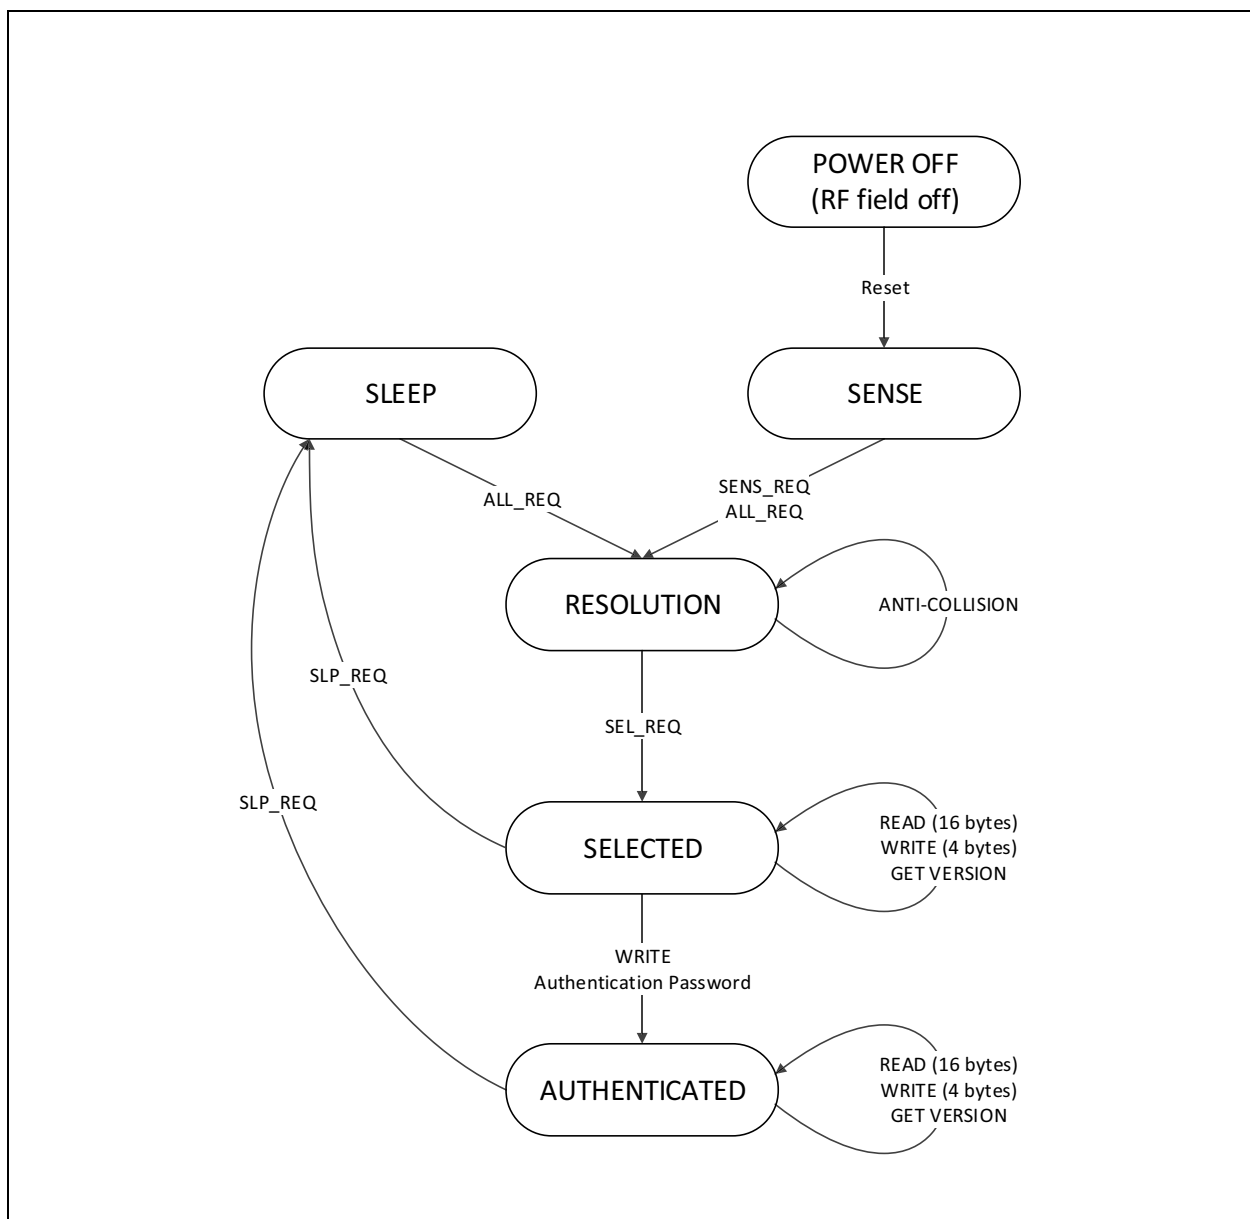 POWER OFF
(RF field off)
Reset
SLEEP
SENSE
ALL_REQ
SENS_REQ
ALL_REQ
RESOLUTION
ANTI-COLLISION
SLP_REQ
SEL_REQ
SLP_REQ
SELECTED
READ (16 bytes)
WRITE (4 bytes)
GET VERSION
WRITE
Authentication Password
AUTHENTICATED
READ (16 bytes)
WRITE (4 bytes)
GET VERSION